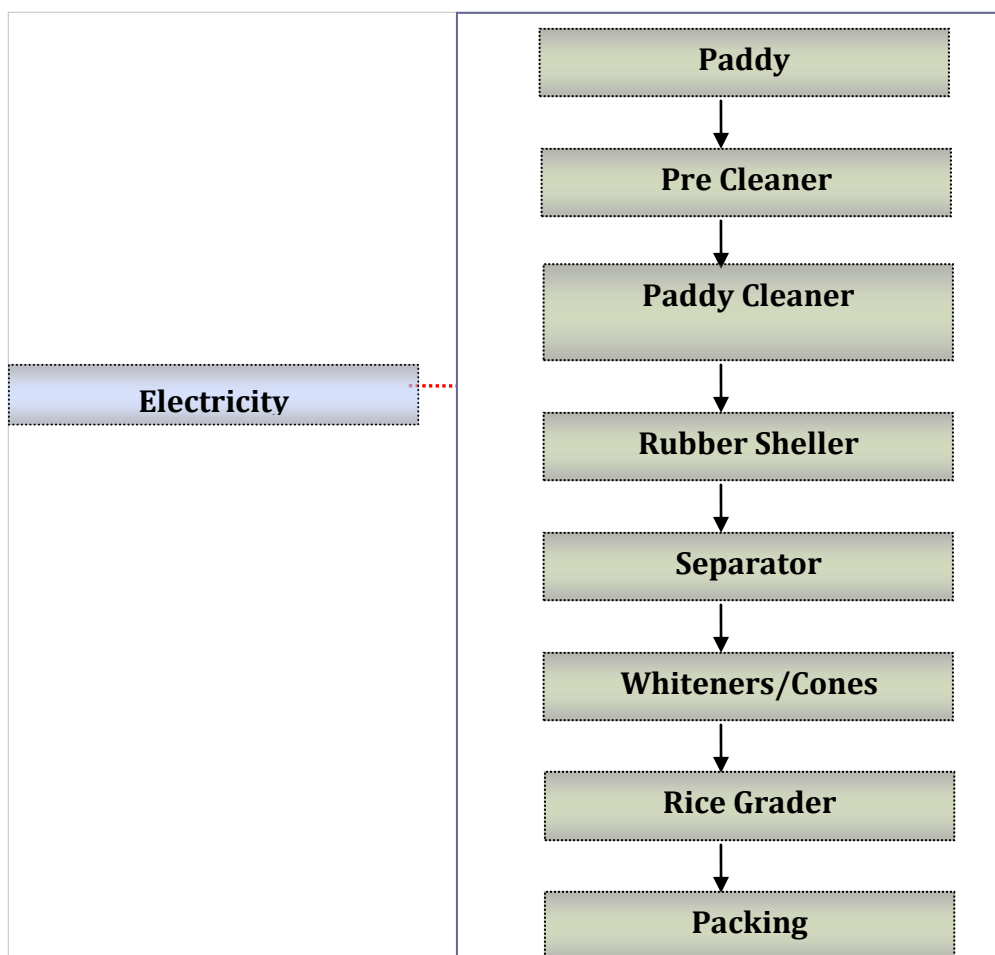 Paddy
Pre Cleaner
Paddy Cleaner
Electricity
Rubber Sheller
Separator
Whiteners/Cones
Rice Grader
Packing